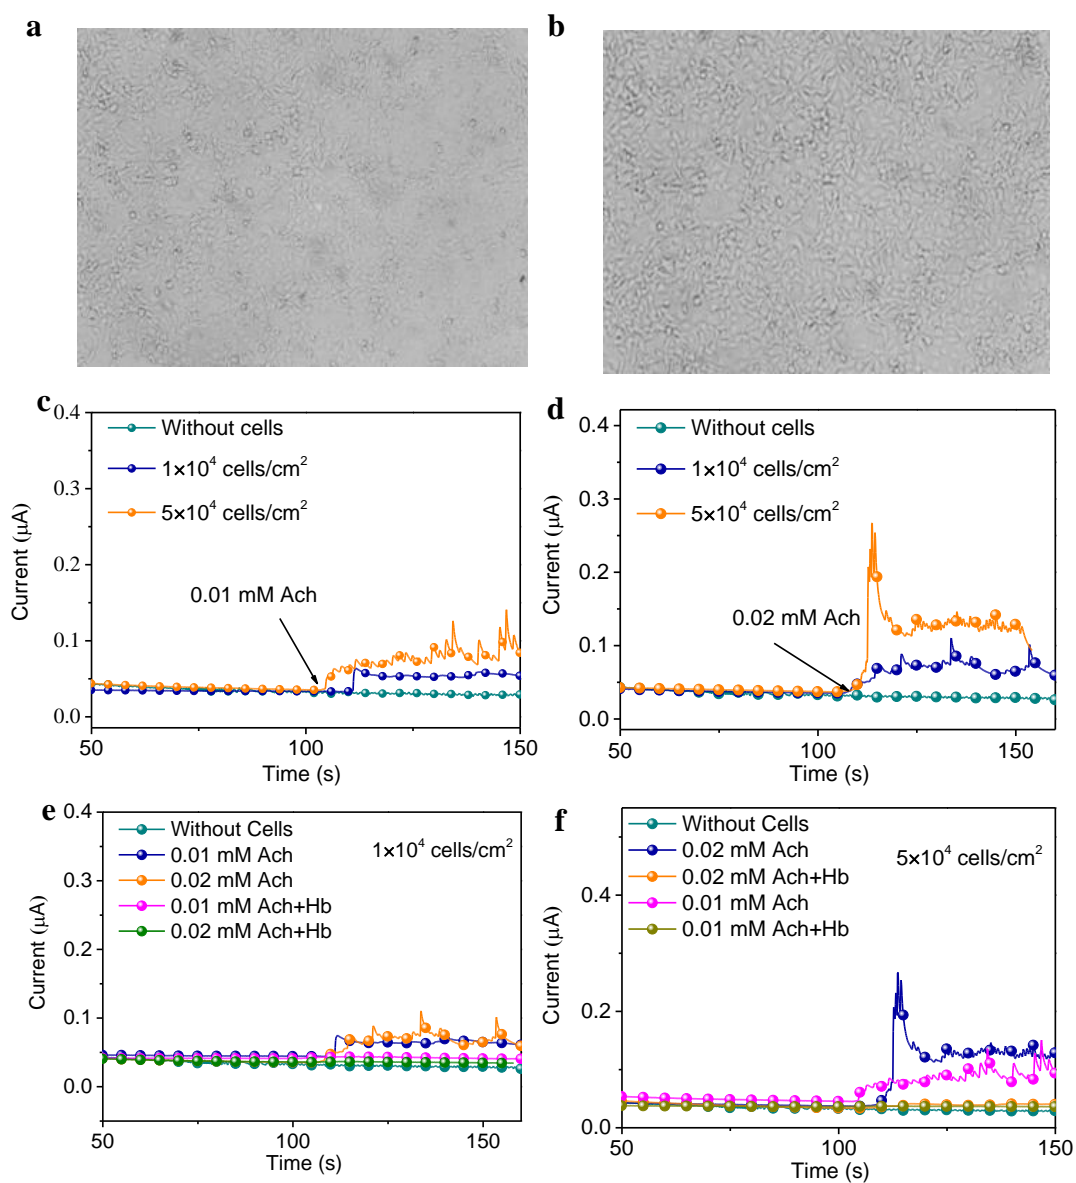 a
b
c
0.4
0.3
0.2
0.1
0.0
Current (μA)
Without cells
1×10⁴ cells/cm²
5×10⁴ cells/cm²
0.01 mM Ach
50
100
150
Time (s)
d
0.4
0.3
0.2
0.1
0.0
Current (μA)
Without cells
1×10⁴ cells/cm²
5×10⁴ cells/cm²
0.02 mM Ach
50
100
150
Time (s)
e
0.4
0.3
0.2
0.1
0.0
Current (μA)
Without Cells
0.01 mM Ach
0.02 mM Ach
0.01 mM Ach+Hb
0.02 mM Ach+Hb
1×10⁴ cells/cm²
50
100
150
Time (s)
f
0.4
0.2
0.0
Current (μA)
Without Cells
0.02 mM Ach
0.02 mM Ach+Hb
0.01 mM Ach
0.01 mM Ach+Hb
5×10⁴ cells/cm²
50
100
150
Time (s)